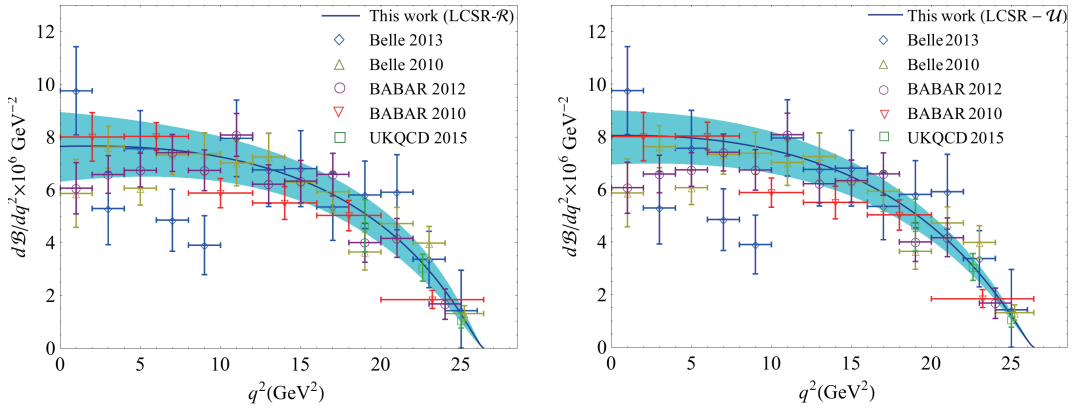 This work (LCSR-ℛ)
Belle 2013
Belle 2010
BABAR 2012
BABAR 2010
UKQCD 2015
12
10
8
6
4
2
0
dℬ/dq²×10⁶ GeV⁻²
0
5
10
15
20
25
q²(GeV²)
This work (LCSR – 𝒰)
Belle 2013
Belle 2010
BABAR 2012
BABAR 2010
UKQCD 2015
12
10
8
6
4
2
0
dℬ/dq²×10⁶ GeV⁻²
0
5
10
15
20
25
q²(GeV²)